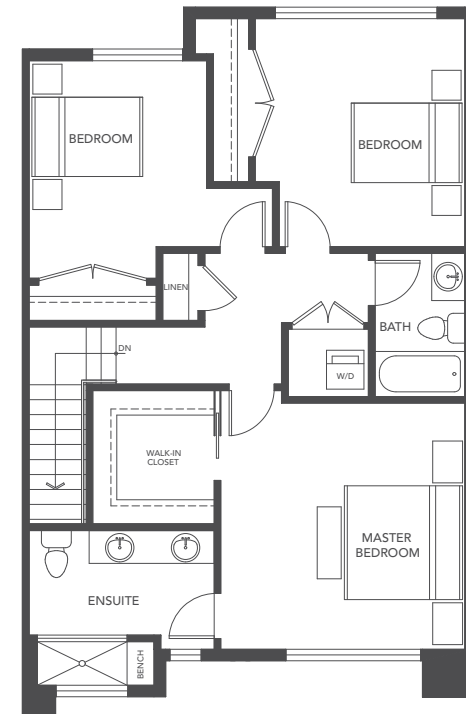 BEDROOM
BEDROOM
LINEN
BATH
DN
W/D
WALK-IN
CLOSET
MASTER
BEDROOM
ENSUITE
BENCH